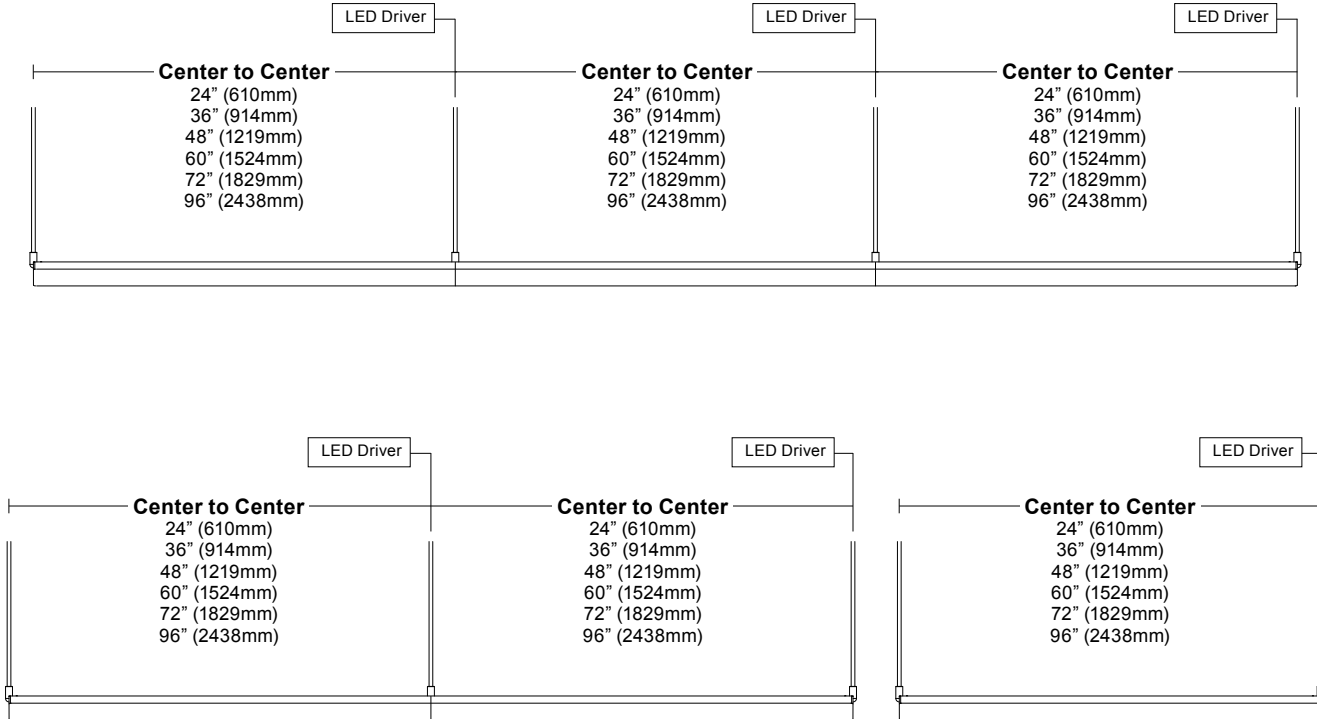 LED Driver
LED Driver
LED Driver
Center to Center
24” (610mm)
36” (914mm)
48” (1219mm)
60” (1524mm)
72” (1829mm)
96” (2438mm)
Center to Center
24” (610mm)
36” (914mm)
48” (1219mm)
60” (1524mm)
72” (1829mm)
96” (2438mm)
Center to Center
24” (610mm)
36” (914mm)
48” (1219mm)
60” (1524mm)
72” (1829mm)
96” (2438mm)
LED Driver
LED Driver
LED Driver
Center to Center
24” (610mm)
36” (914mm)
48” (1219mm)
60” (1524mm)
72” (1829mm)
96” (2438mm)
Center to Center
24” (610mm)
36” (914mm)
48” (1219mm)
60” (1524mm)
72” (1829mm)
96” (2438mm)
Center to Center
24” (610mm)
36” (914mm)
48” (1219mm)
60” (1524mm)
72” (1829mm)
96” (2438mm)